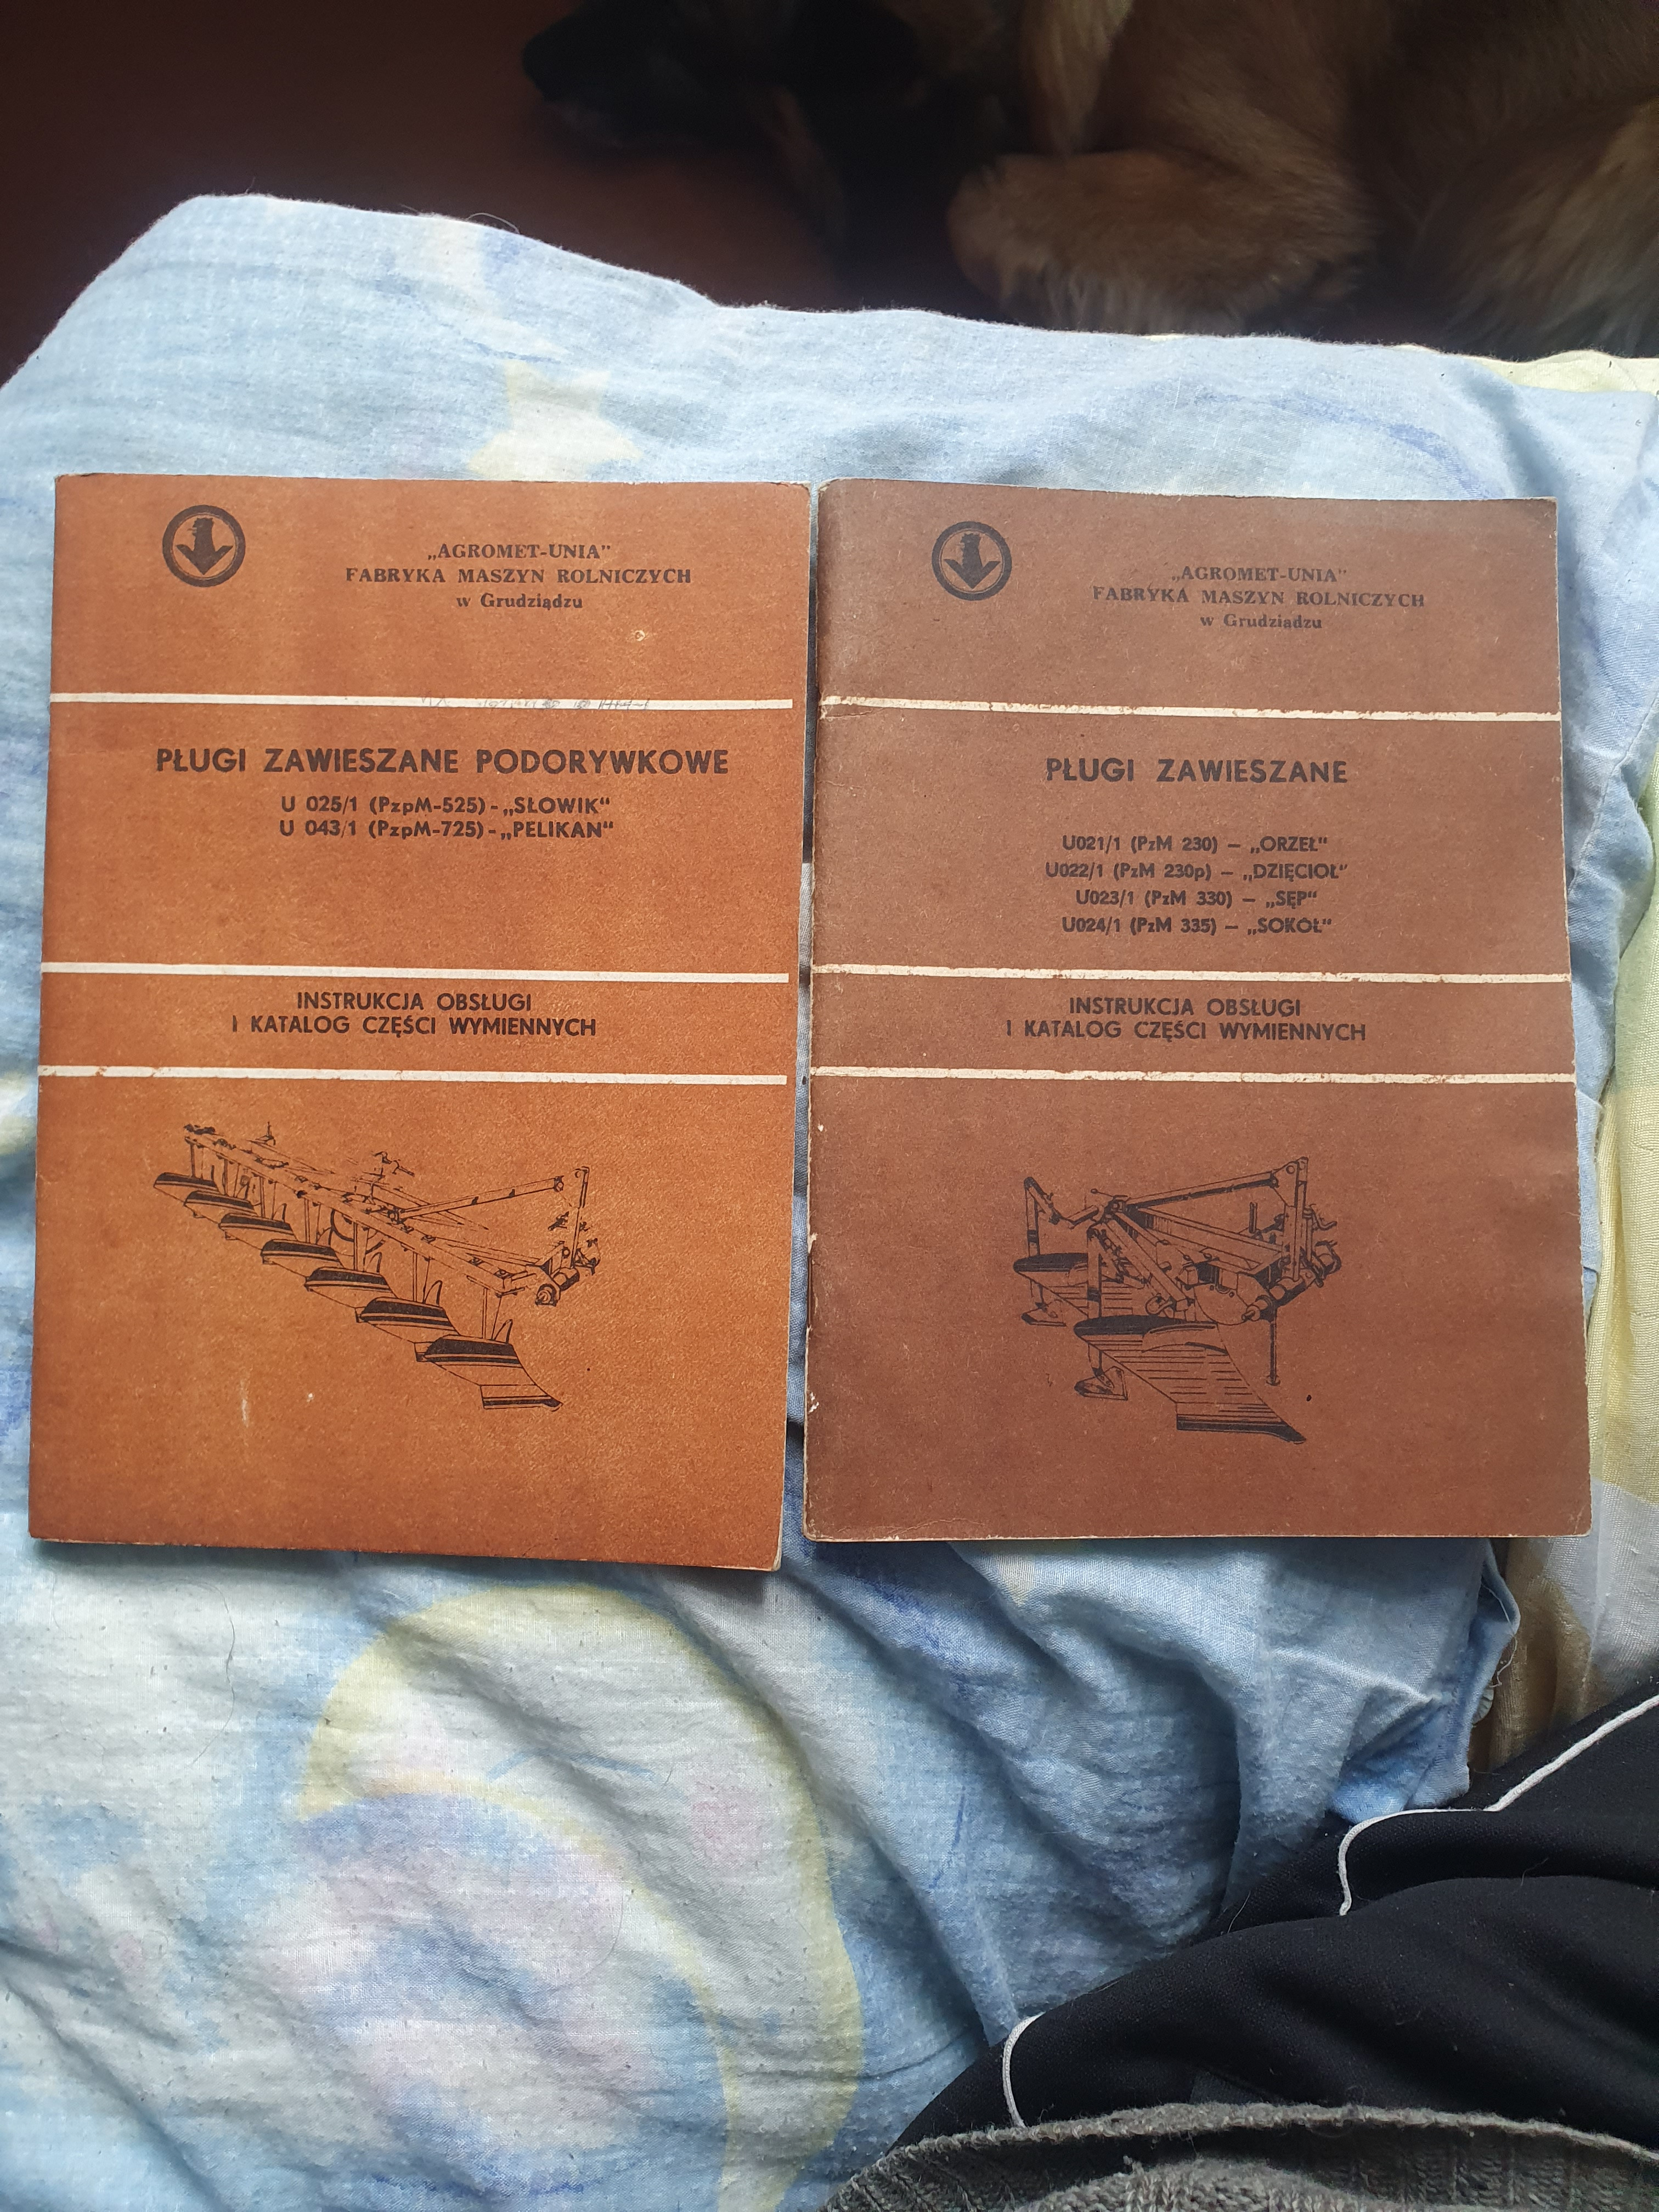 „AGROMET-UNIA"
FABRYKA MASZYN ROLNICZYCH
w Grudziądzu
PŁUGI ZAWIESZANE PODORYWKOWE
U 025/1 (PzpM-525)-„SŁOWIK"
U 043/1 (PzpM-725)-„PELIKAN"
INSTRUKCJA OBSŁUGI
I KATALOG CZĘŚCI WYMIENNYCH
„AGROMET-UNIA"
FABRYKA MASZYN ROLNICZYCH
w Grudziądzu
PŁUGI ZAWIESZANE
U021/1 (PzM 230) – „ORZEŁ"
U022/1 (PzM 230p) – „DZIĘCIOŁ"
U023/1 (PzM 330) – „SĘP"
U024/1 (PzM 335) – „SOKÓŁ"
INSTRUKCJA OBSŁUGI
I KATALOG CZĘŚCI WYMIENNYCH